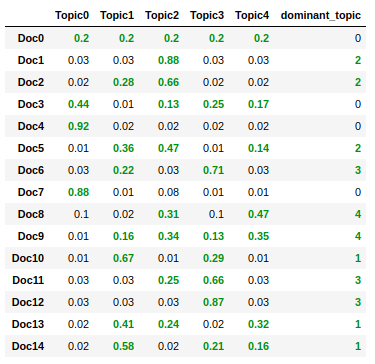 Topic0 Topic1 Topic2 Topic3 Topic4 dominant_topic
Doc0 0.2 0.2 0.2 0.2 0.2 0
Doc1 0.03 0.03 0.88 0.03 0.03 2
Doc2 0.02 0.28 0.66 0.02 0.02 2
Doc3 0.44 0.01 0.13 0.25 0.17 0
Doc4 0.92 0.02 0.02 0.02 0.02 0
Doc5 0.01 0.36 0.47 0.01 0.14 2
Doc6 0.03 0.22 0.03 0.71 0.03 3
Doc7 0.88 0.01 0.08 0.01 0.01 0
Doc8 0.1 0.02 0.31 0.1 0.47 4
Doc9 0.01 0.16 0.34 0.13 0.35 4
Doc10 0.01 0.67 0.01 0.29 0.01 1
Doc11 0.03 0.03 0.25 0.66 0.03 3
Doc12 0.03 0.03 0.03 0.87 0.03 3
Doc13 0.02 0.41 0.24 0.02 0.32 1
Doc14 0.02 0.58 0.02 0.21 0.16 1